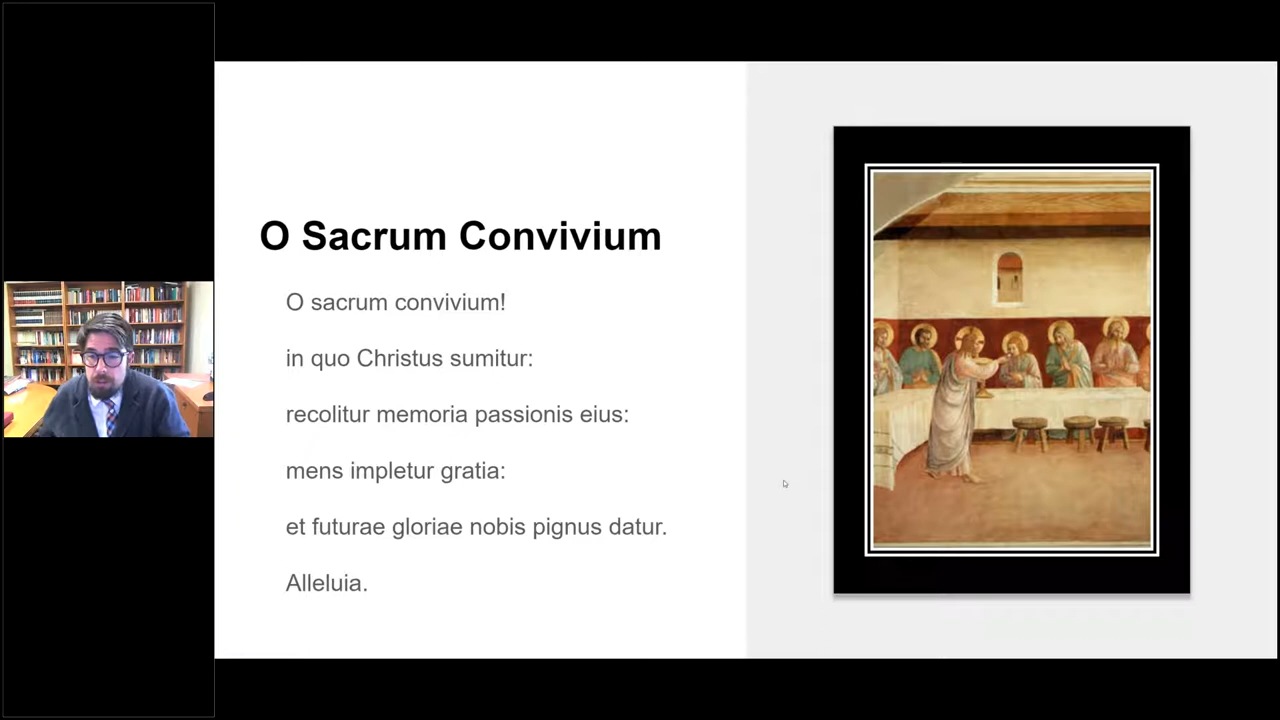 O Sacrum Convivium
O sacrum convivium!
in quo Christus sumitur:
recolitur memoria passionis eius:
mens impletur gratia:
et futurae gloriae nobis pignus datur.
Alleluia.